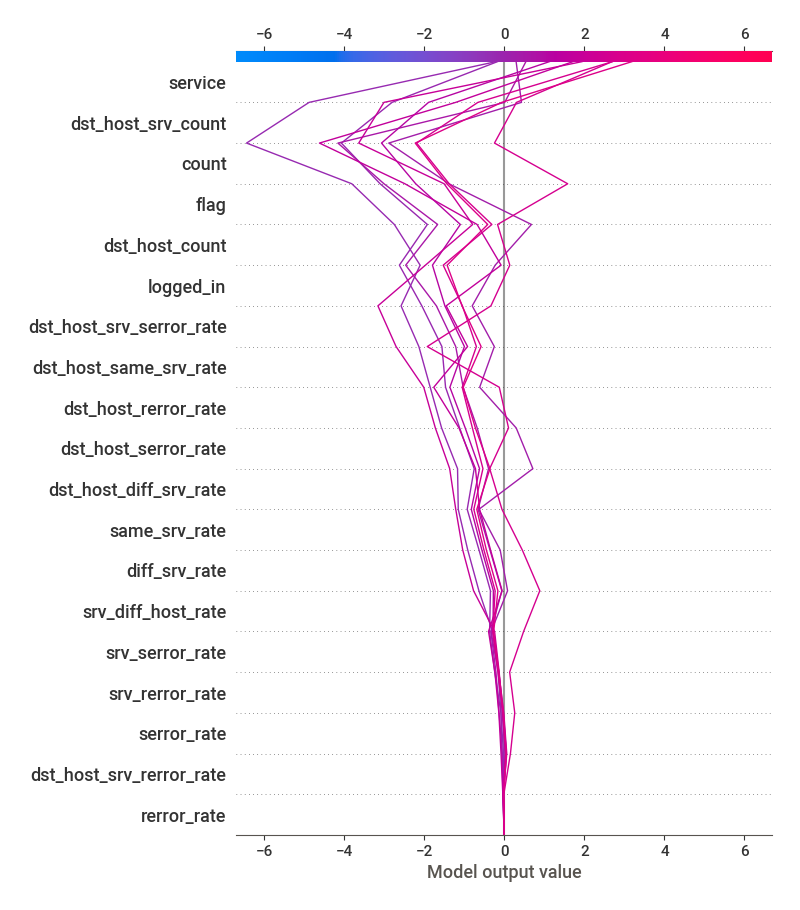 −6 −4 −2 0 2 4 6
service
dst_host_srv_count
count
flag
dst_host_count
logged_in
dst_host_srv_serror_rate
dst_host_same_srv_rate
dst_host_rerror_rate
dst_host_serror_rate
dst_host_diff_srv_rate
same_srv_rate
diff_srv_rate
srv_diff_host_rate
srv_serror_rate
srv_rerror_rate
serror_rate
dst_host_srv_rerror_rate
rerror_rate
−6 −4 −2 0 2 4 6
Model output value